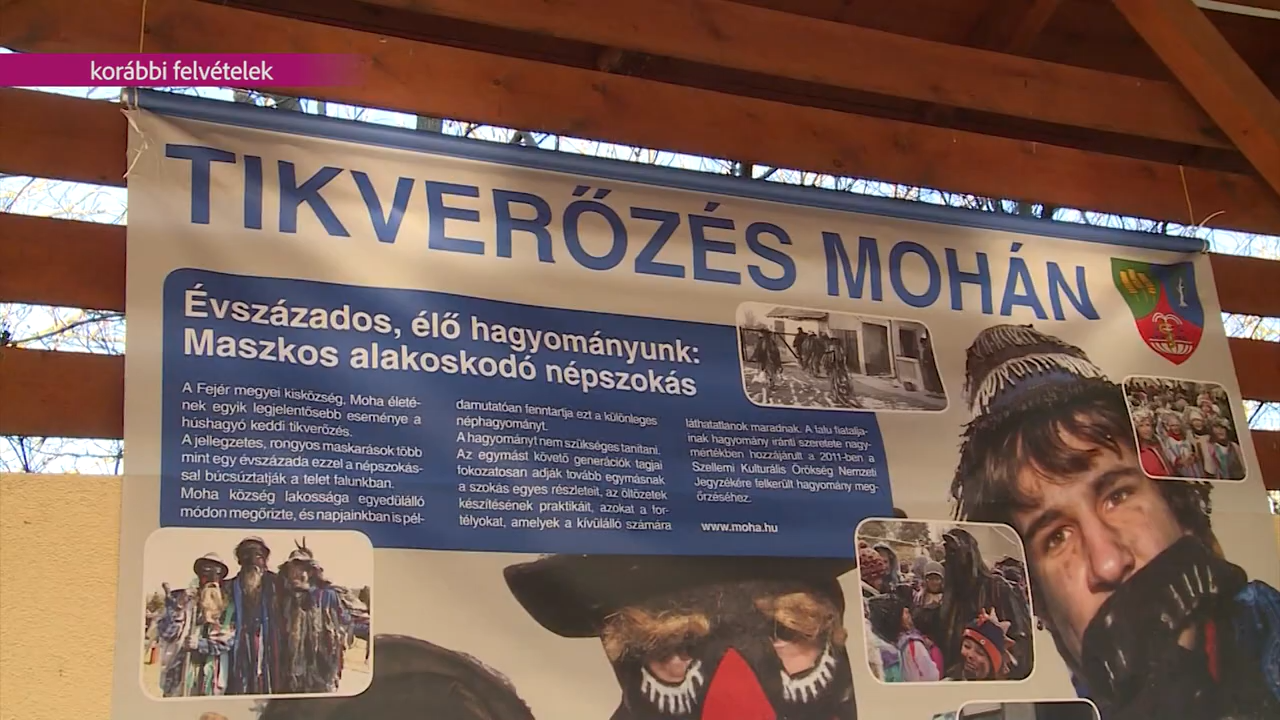 korábbi felvételek
TIKVERŐZÉS MOHÁN
Évszázados, élő hagyományunk:
Maszkos alakoskodó népszokás
A Fejér megyei kisközség, Moha életé-
nek egyik legjelentősebb eseménye a
húshagyó keddi tikverőzés.
A jellegzetes, rongyos maskarások több
mint egy évszázada ezzel a népszokás-
sal búcsúztatják a telet falunkban.
Moha község lakossága egyedülálló
módon megőrizte, és napjainkban is pél-
damutatóan fenntartja ezt a különleges
néphagyományt.
A hagyományt nem szükséges tanítani.
Az egymást követő generációk tagjai
fokozatosan adják tovább egymásnak
a szokás egyes részleteit, az öltözetek
készítésének praktikáit, azokat a for-
télyokat, amelyek a kívülálló számára
láthatatlanok maradnak. A falu fiatalja-
inak hagyomány iránti szeretete nagy-
mértékben hozzájárult a 2011-ben a
Szellemi Kulturális Örökség Nemzeti
Jegyzékére felkerült hagyomány meg-
őrzéséhez.
www.moha.hu